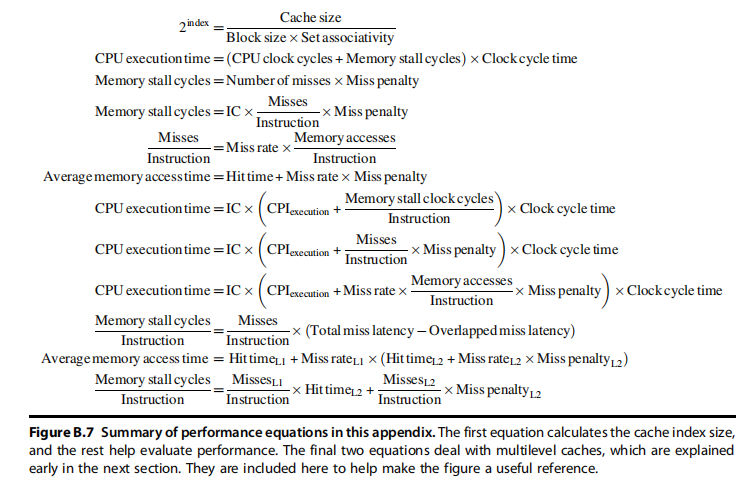 2^index = Cache size / (Block size × Set associativity)
CPU execution time = (CPU clock cycles + Memory stall cycles) × Clock cycle time
Memory stall cycles = Number of misses × Miss penalty
Memory stall cycles = IC × Misses / Instruction × Miss penalty
Misses / Instruction = Miss rate × Memory accesses / Instruction
Average memory access time = Hit time + Miss rate × Miss penalty
CPU execution time = IC × (CPI_execution + Memory stall clock cycles / Instruction) × Clock cycle time
CPU execution time = IC × (CPI_execution + Misses / Instruction × Miss penalty) × Clock cycle time
CPU execution time = IC × (CPI_execution + Miss rate × Memory accesses / Instruction × Miss penalty) × Clock cycle time
Memory stall cycles / Instruction = Misses / Instruction × (Total miss latency − Overlapped miss latency)
Average memory access time = Hit time_L1 + Miss rate_L1 × (Hit time_L2 + Miss rate_L2 × Miss penalty_L2)
Memory stall cycles / Instruction = Misses_L1 / Instruction × Hit time_L2 + Misses_L2 / Instruction × Miss penalty_L2
Figure B.7 Summary of performance equations in this appendix. The first equation calculates the cache index size,
and the rest help evaluate performance. The final two equations deal with multilevel caches, which are explained
early in the next section. They are included here to help make the figure a useful reference.